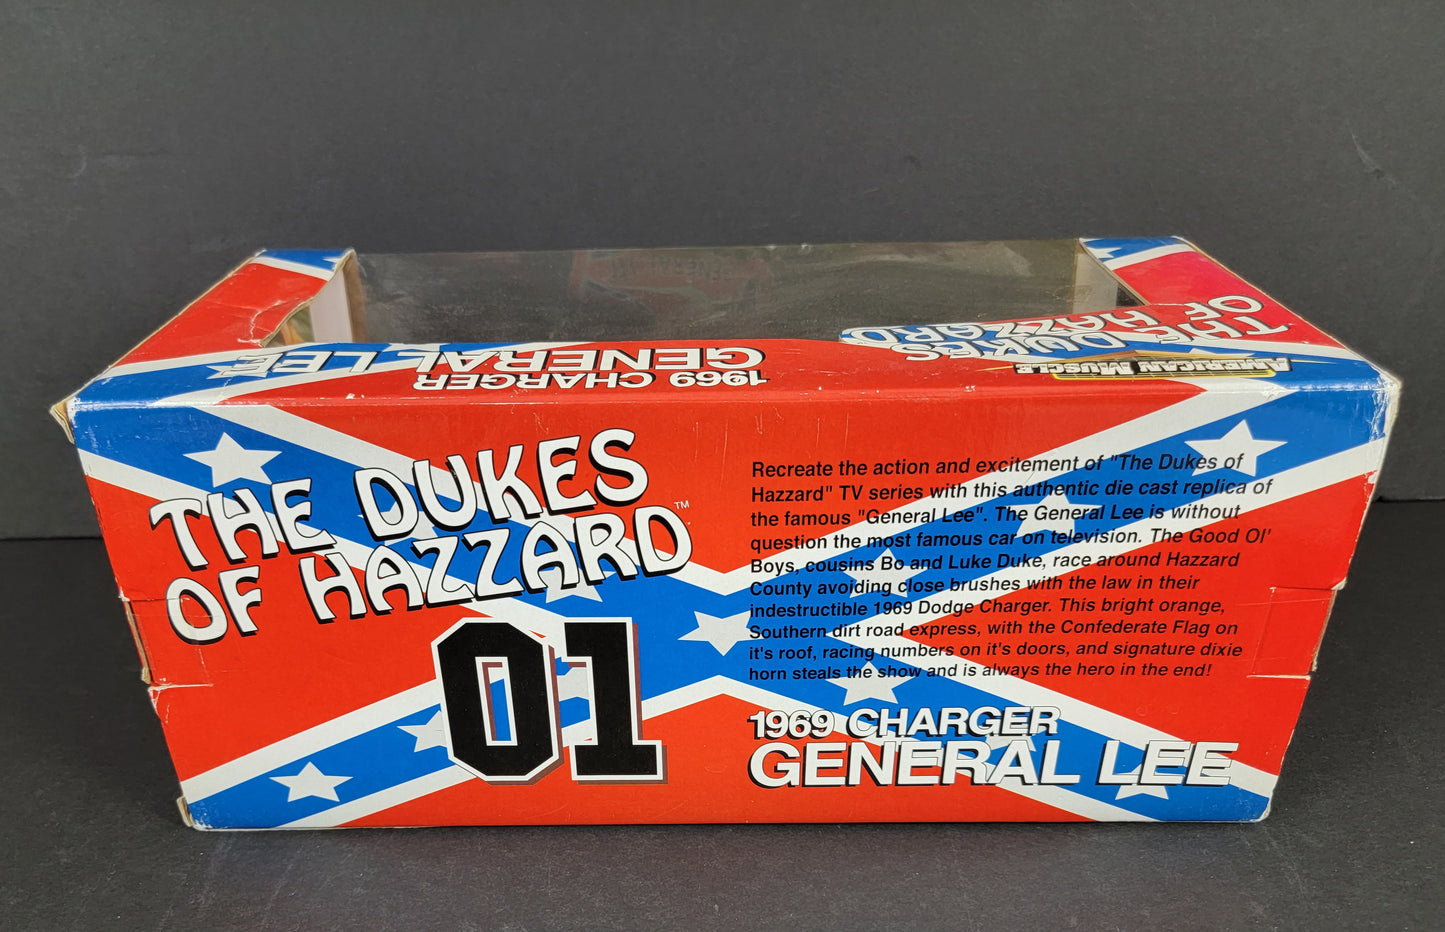 1969 CHARGER
GENERAL LEE
THE DUKES
OF HAZZARD
AMERICAN MUSCLE
THE DUKES
OF HAZZARD™
01
Recreate the action and excitement of "The Dukes of
Hazzard" TV series with this authentic die cast replica of
the famous "General Lee". The General Lee is without
question the most famous car on television. The Good Ol'
Boys, cousins Bo and Luke Duke, race around Hazzard
County avoiding close brushes with the law in their
indestructible 1969 Dodge Charger. This bright orange,
Southern dirt road express, with the Confederate Flag on
it's roof, racing numbers on it's doors, and signature dixie
horn steals the show and is always the hero in the end!
1969 CHARGER
GENERAL LEE